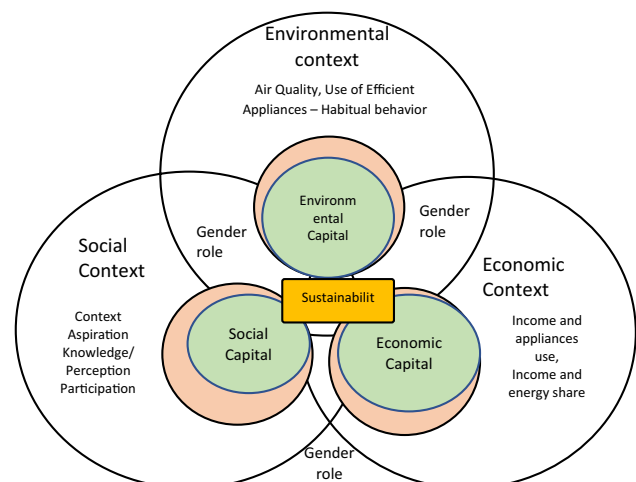 Environmental
context
Air Quality, Use of Efficient
Appliances – Habitual behavior
Environm
ental
Capital
Gender
role
Gender
role
Social
Context
Context
Aspiration
Knowledge/
Perception
Participation
Sustainabilit
Social
Capital
Economic
Capital
Economic
Context
Income and
appliances
use,
Income and
energy share
Gender
role